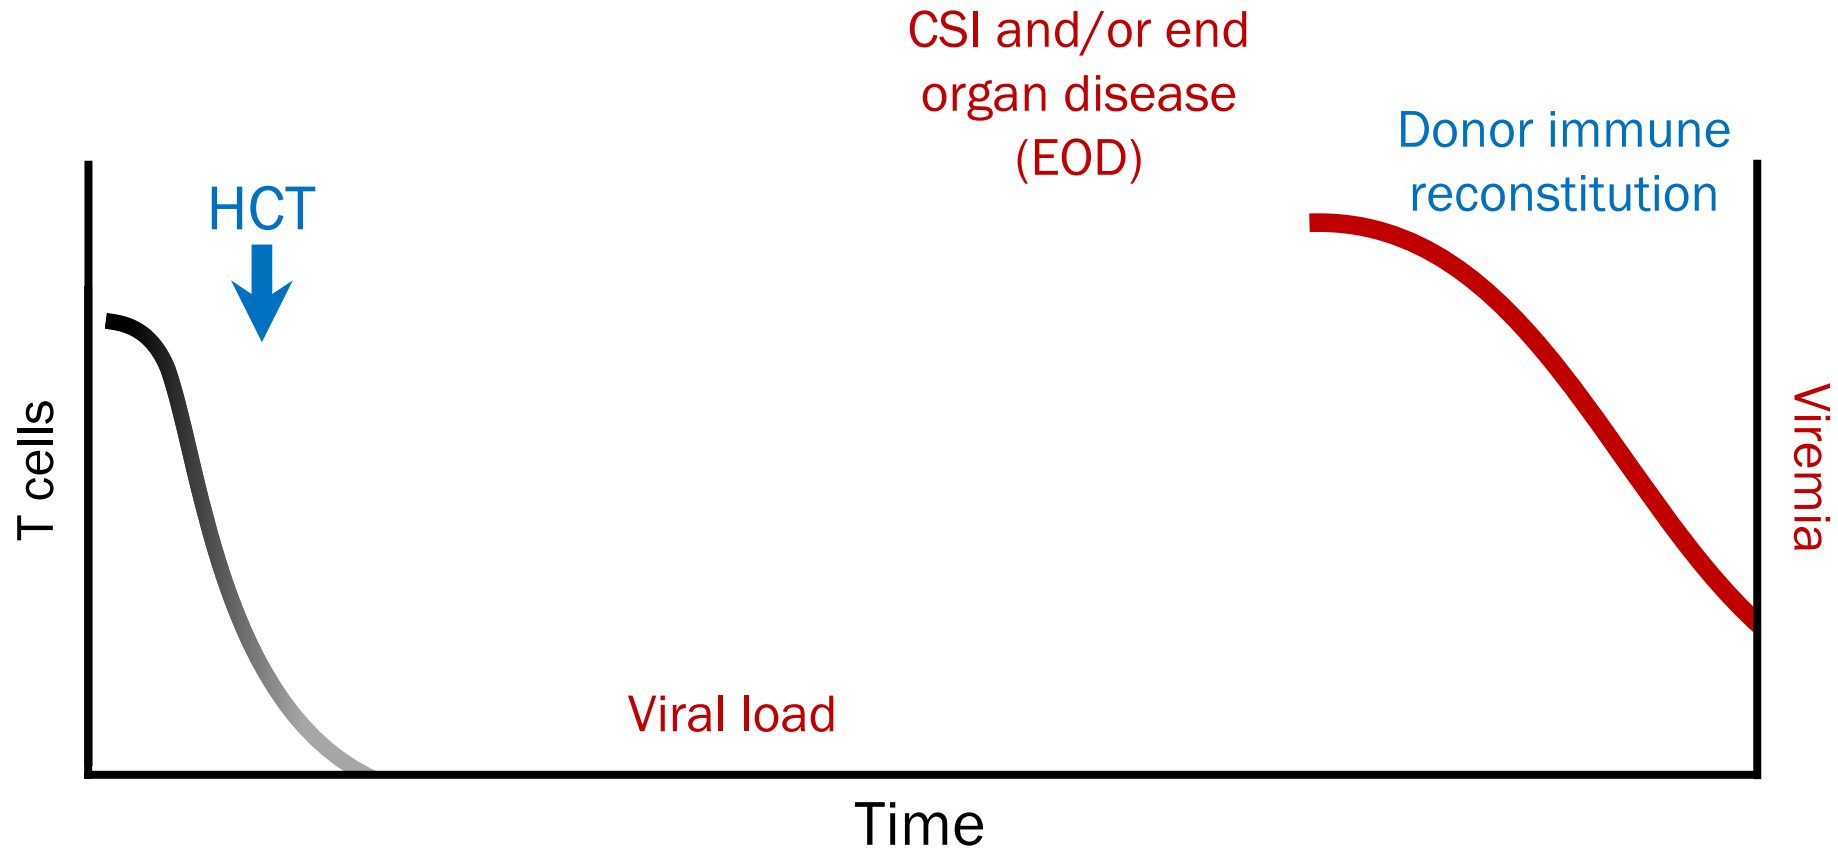 CSI and/or end
organ disease
(EOD)
Donor immune
reconstitution
HCT
T cells
Viremia
Viral load
Time